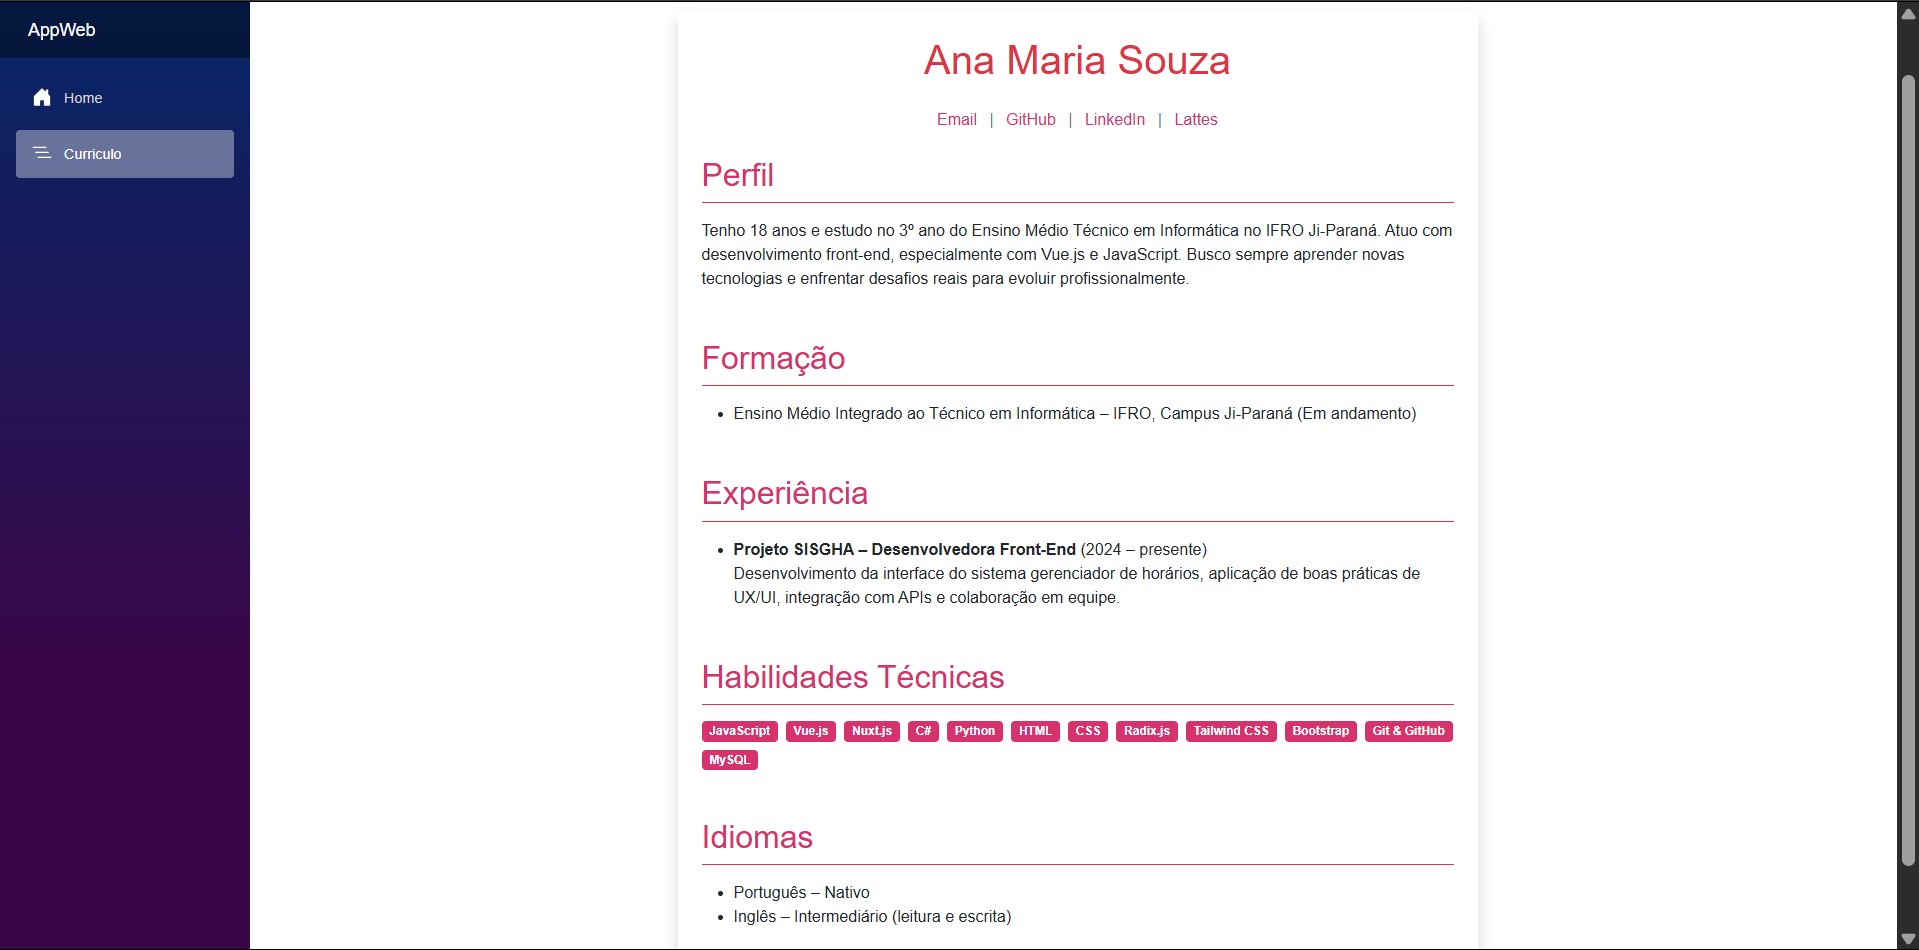 AppWeb
Home
Curriculo
Ana Maria Souza
Email | GitHub | LinkedIn | Lattes
Perfil
Tenho 18 anos e estudo no 3º ano do Ensino Médio Técnico em Informática no IFRO Ji-Paraná. Atuo com
desenvolvimento front-end, especialmente com Vue.js e JavaScript. Busco sempre aprender novas
tecnologias e enfrentar desafios reais para evoluir profissionalmente.
Formação
• Ensino Médio Integrado ao Técnico em Informática – IFRO, Campus Ji-Paraná (Em andamento)
Experiência
• Projeto SISGHA – Desenvolvedora Front-End (2024 – presente)
Desenvolvimento da interface do sistema gerenciador de horários, aplicação de boas práticas de
UX/UI, integração com APIs e colaboração em equipe.
Habilidades Técnicas
JavaScript Vue.js Nuxt.js C# Python HTML CSS Radix.js Tailwind CSS Bootstrap Git & GitHub
MySQL
Idiomas
• Português – Nativo
• Inglês – Intermediário (leitura e escrita)